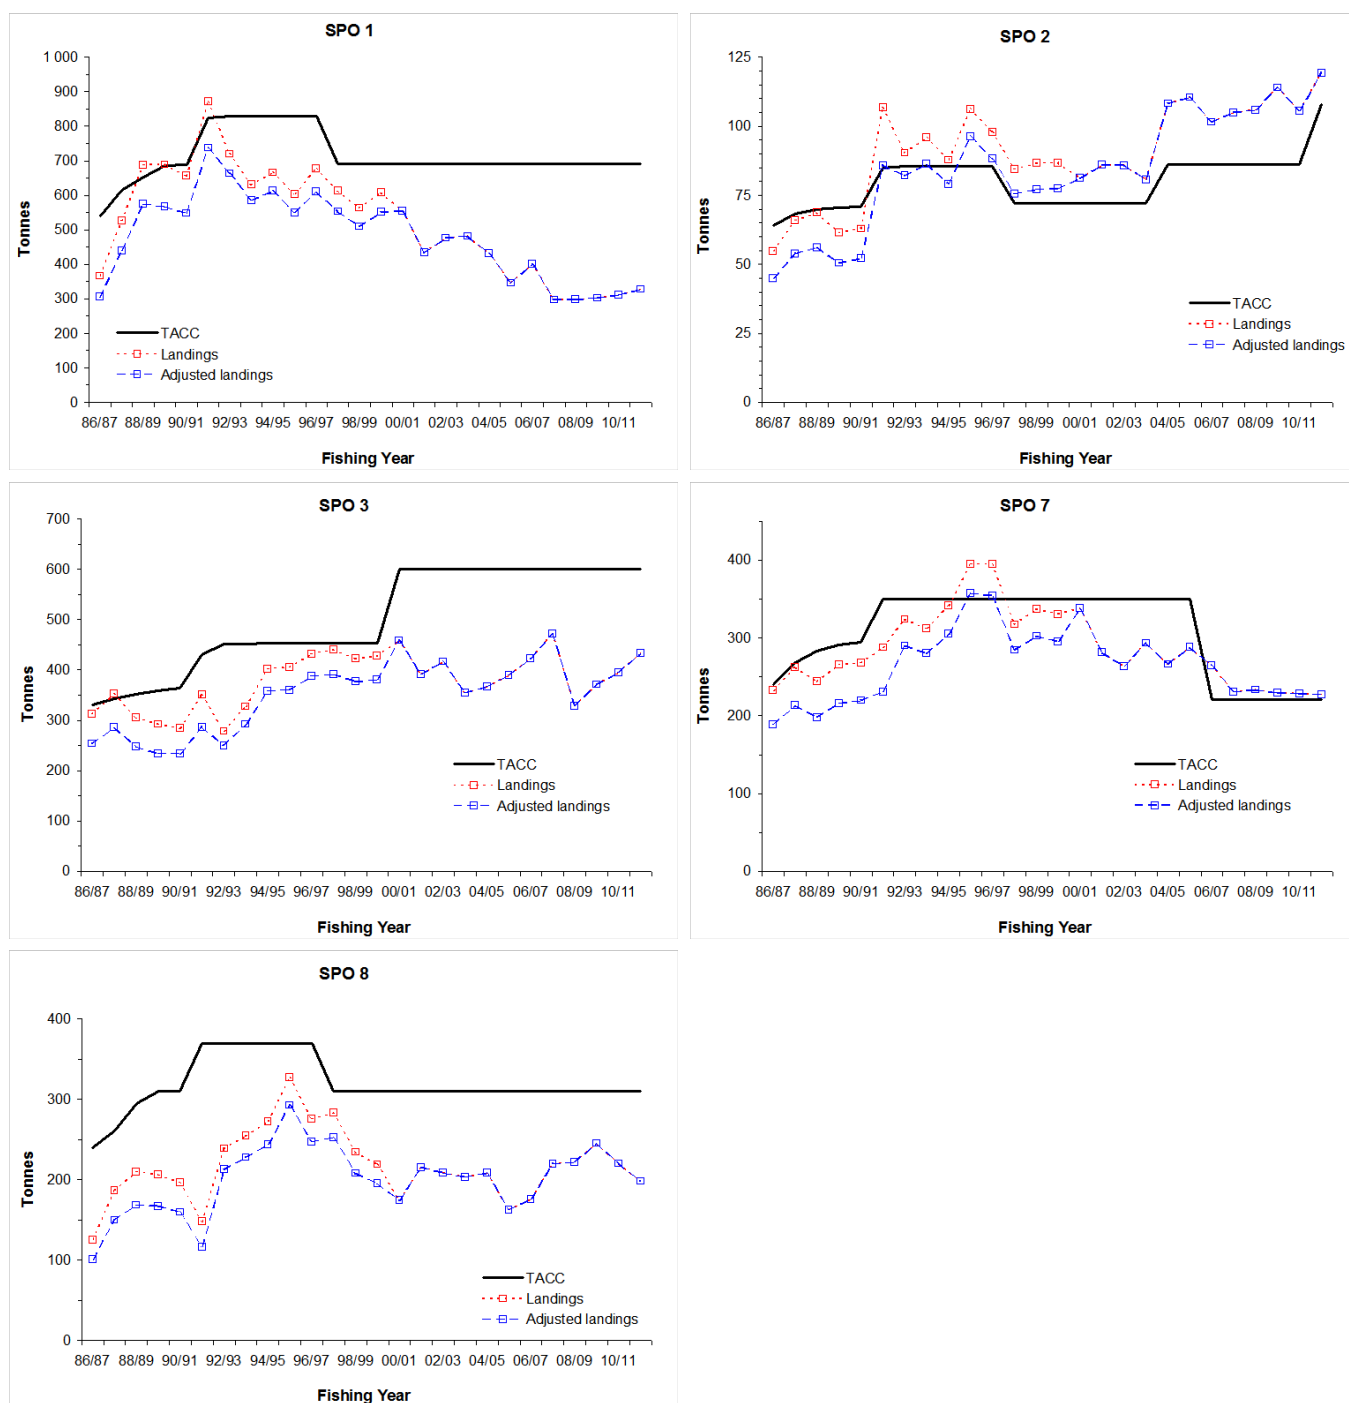 SPO 1
1 000
900
800
700
600
500
400
300
200
100
0
Tonnes
TACC
Landings
Adjusted landings
86/87 88/89 90/91 92/93 94/95 96/97 98/99 00/01 02/03 04/05 06/07 08/09 10/11
Fishing Year
SPO 2
125
100
75
50
25
0
Tonnes
TACC
Landings
Adjusted landings
86/87 88/89 90/91 92/93 94/95 96/97 98/99 00/01 02/03 04/05 06/07 08/09 10/11
Fishing Year
SPO 3
700
600
500
400
300
200
100
0
Tonnes
TACC
Landings
Adjusted landings
86/87 88/89 90/91 92/93 94/95 96/97 98/99 00/01 02/03 04/05 06/07 08/09 10/11
Fishing Year
SPO 7
400
300
200
100
0
Tonnes
TACC
Landings
Adjusted landings
86/87 88/89 90/91 92/93 94/95 96/97 98/99 00/01 02/03 04/05 06/07 08/09 10/11
Fishing Year
SPO 8
400
300
200
100
0
Tonnes
TACC
Landings
Adjusted landings
86/87 88/89 90/91 92/93 94/95 96/97 98/99 00/01 02/03 04/05 06/07 08/09 10/11
Fishing Year